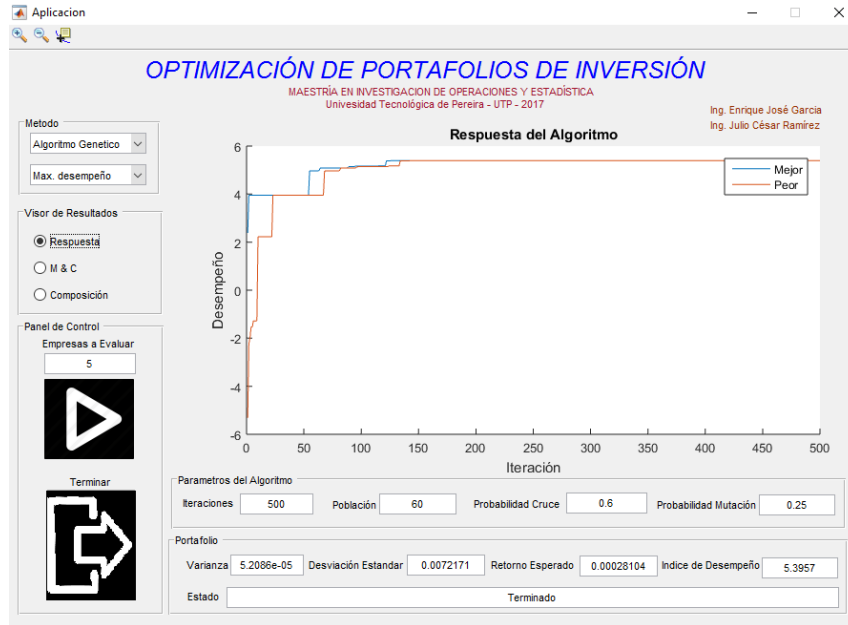 Aplicacion
OPTIMIZACIÓN DE PORTAFOLIOS DE INVERSIÓN
MAESTRÍA EN INVESTIGACION DE OPERACIONES Y ESTADÍSTICA
Univesidad Tecnológica de Pereira - UTP - 2017
Ing. Enrique José Garcia
Ing. Julio César Ramírez
Metodo
Algoritmo Genetico
Max. desempeño
Visor de Resultados
Respuesta
M & C
Composición
Panel de Control
Empresas a Evaluar
5
Terminar
Respuesta del Algoritmo
Mejor
Peor
Desempeño
6
4
2
0
-2
-4
-6
0 50 100 150 200 250 300 350 400 450 500
Iteración
Parametros del Algoritmo
Iteraciones 500 Población 60 Probabilidad Cruce 0.6 Probabilidad Mutación 0.25
Portafolio
Varianza 5.2086e-05 Desviación Estandar 0.0072171 Retorno Esperado 0.00028104 Indice de Desempeño 5.3957
Estado Terminado